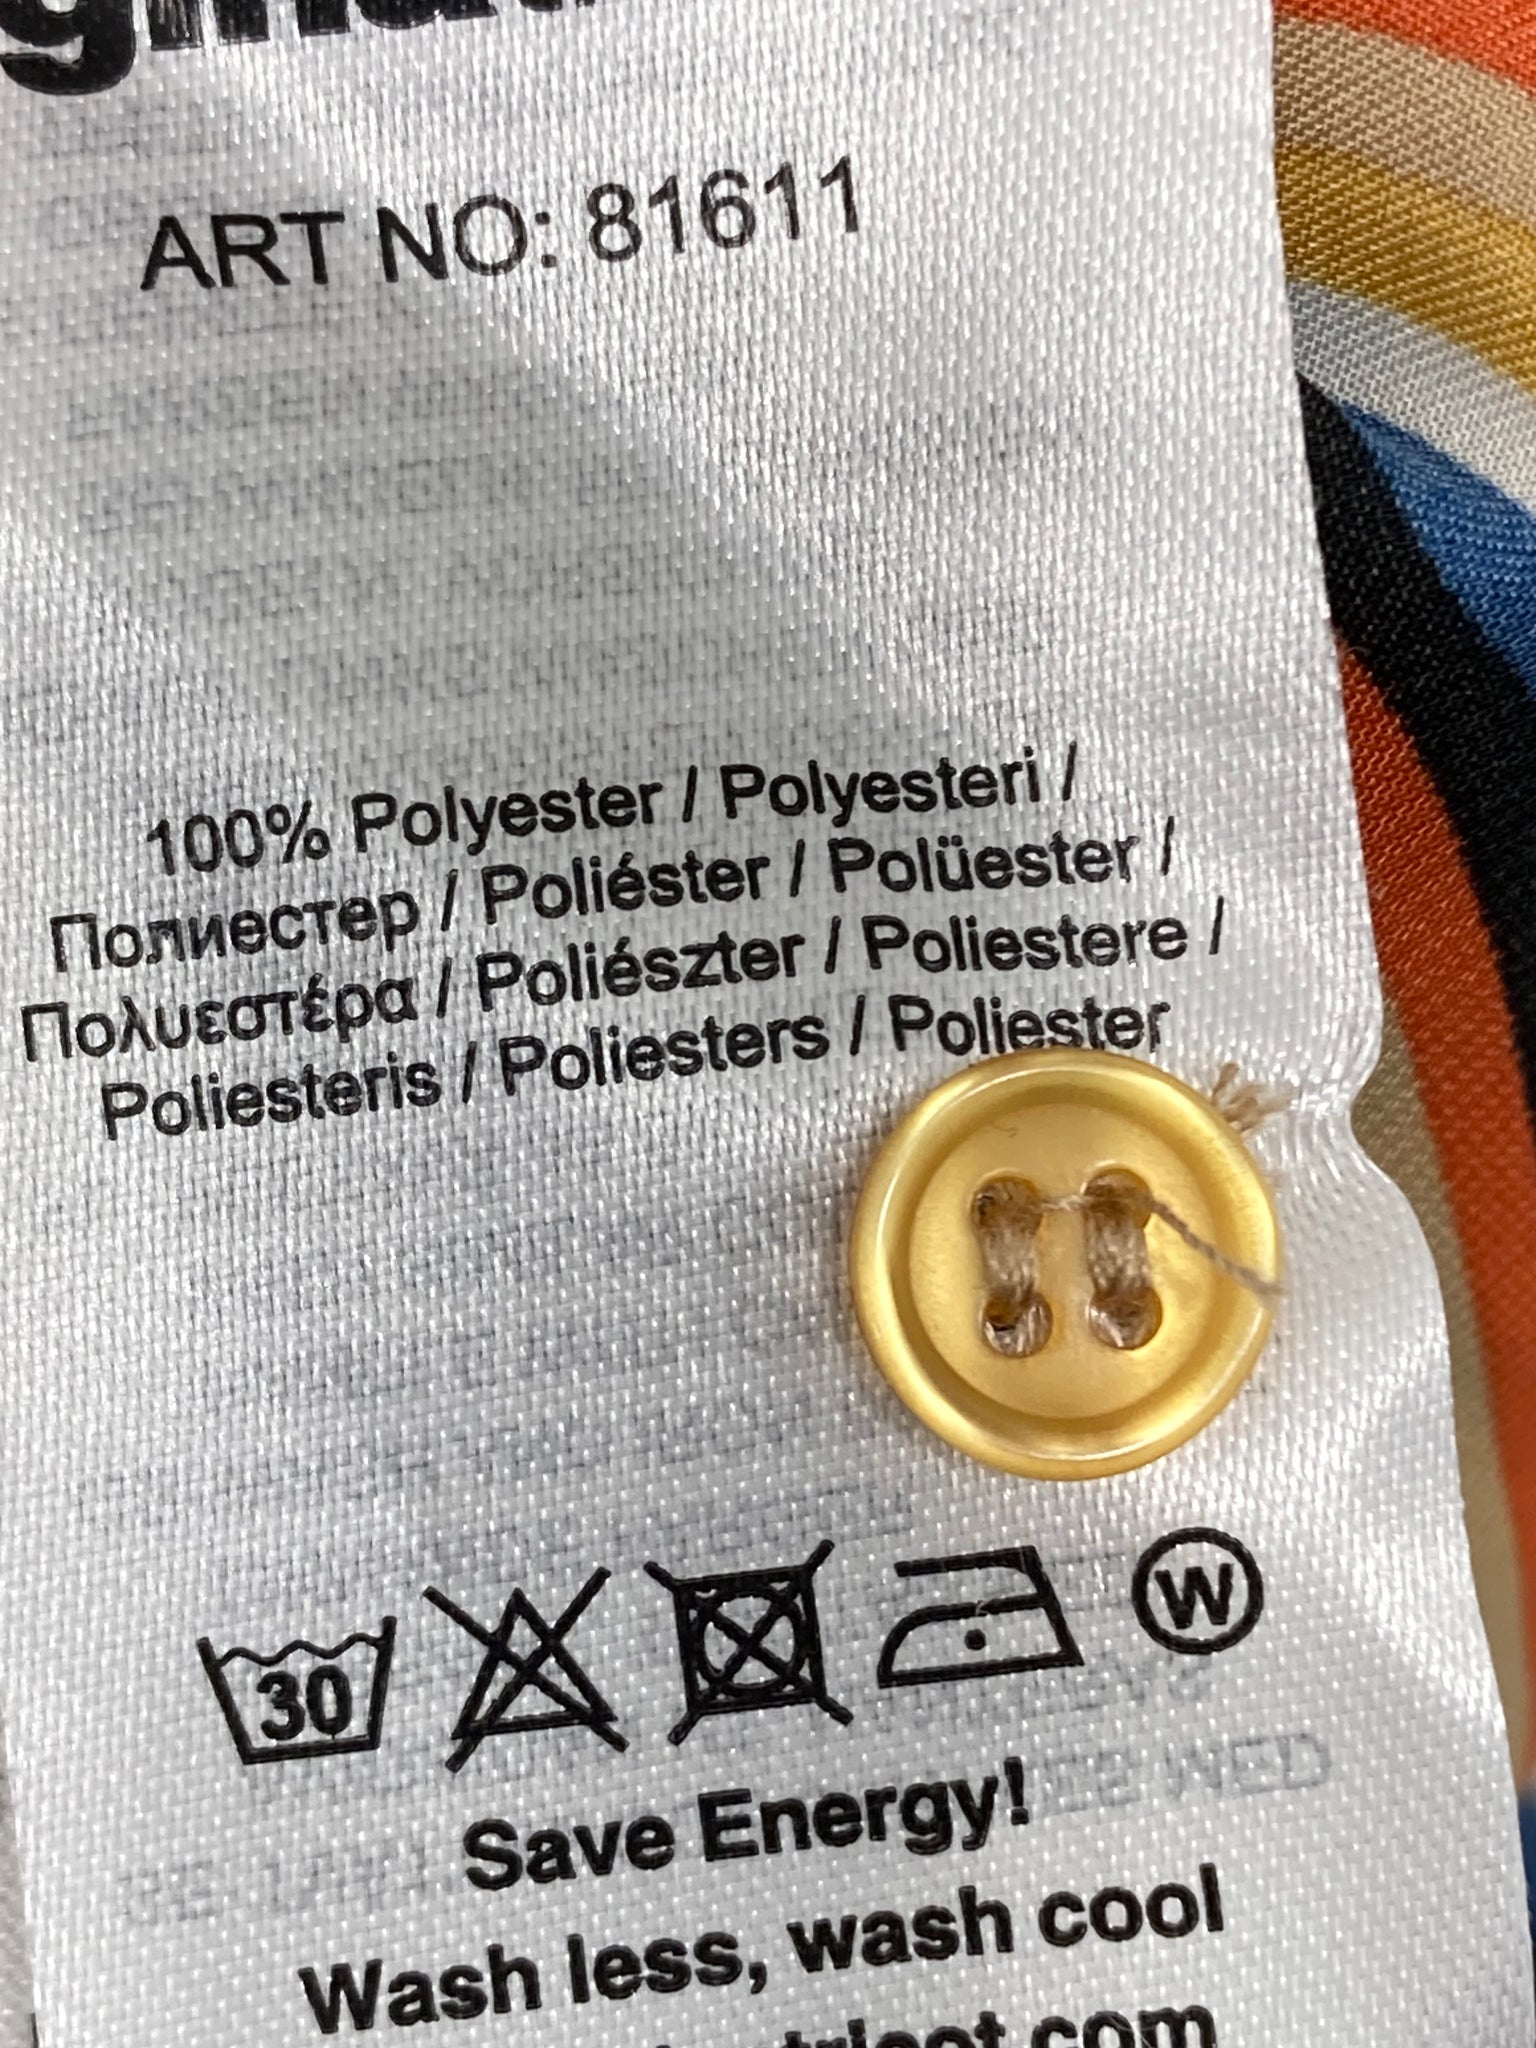 ART NO: 81611
100% Polyester / Polyesteri /
Полиестер / Poliéster / Polüester /
Πολυεστέρα / Poliészter / Poliestere /
Poliesteris / Poliesters / Poliester
30 W
Save Energy!
Wash less, wash cool